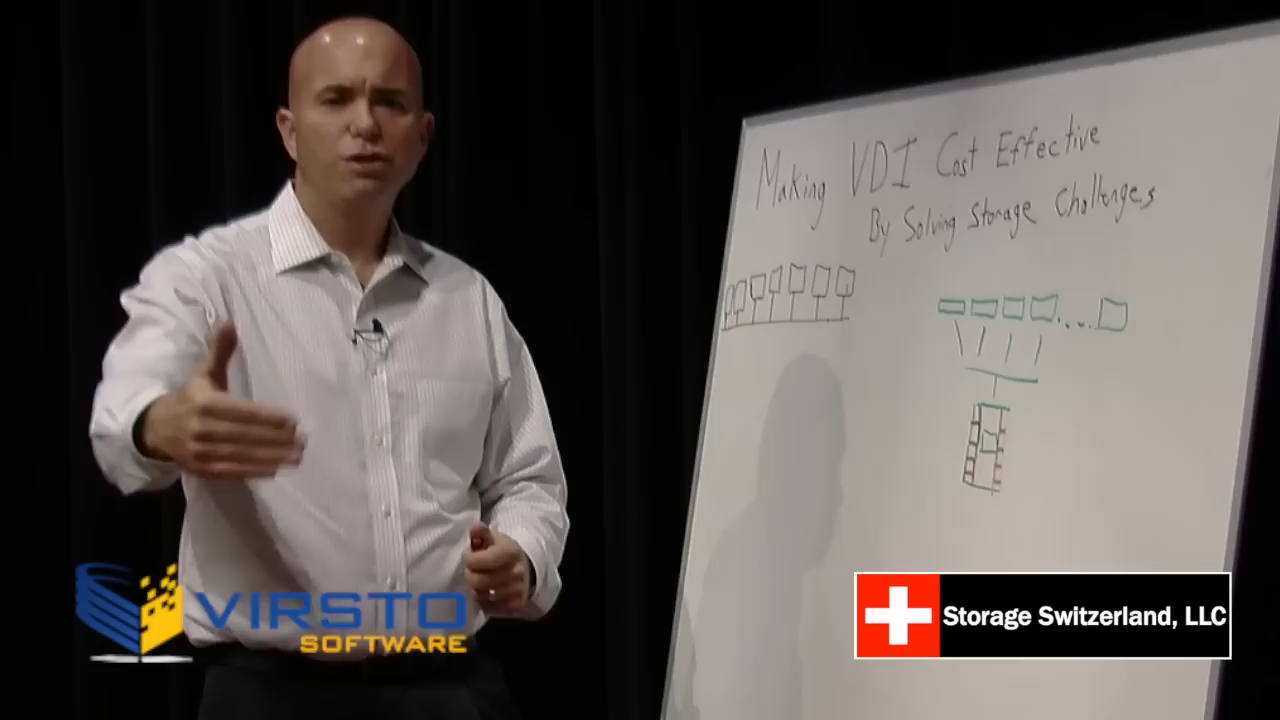 Making VDI Cost Effective
By Solving Storage Challenges
VIRSTO
SOFTWARE
Storage Switzerland, LLC